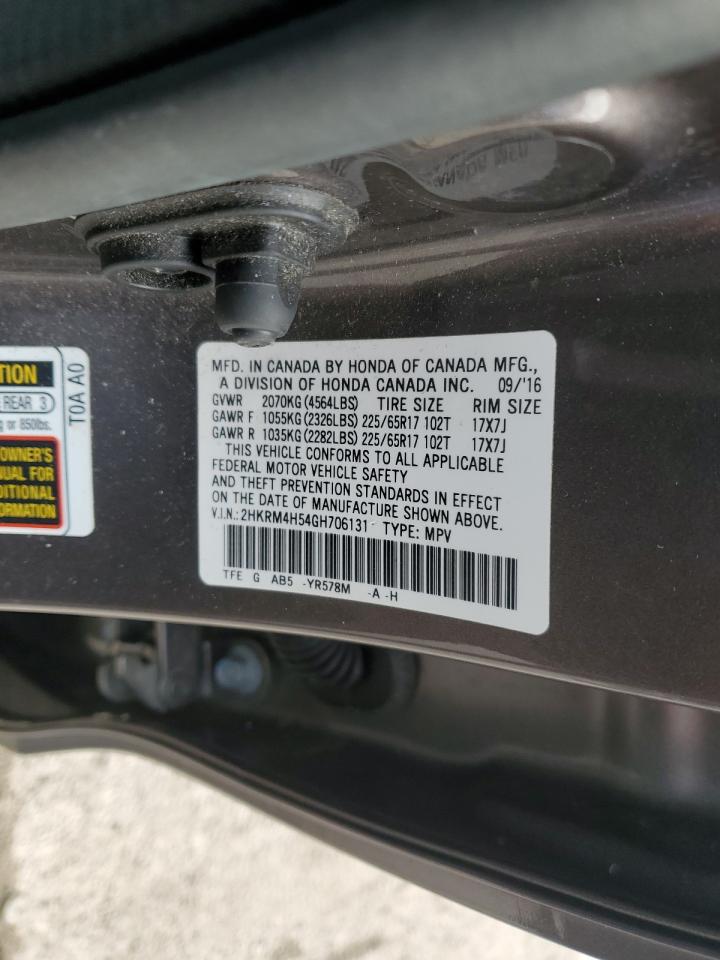 TION
REAR 3
g or 850lbs.
OWNER'S
NUAL FOR
DITIONAL
FORMATION
T0A A0
MFD. IN CANADA BY HONDA OF CANADA MFG.,
A DIVISION OF HONDA CANADA INC. 09/'16
GVWR 2070KG(4564LBS) TIRE SIZE RIM SIZE
GAWR F 1055KG(2326LBS) 225/65R17 102T 17X7J
GAWR R 1035KG(2282LBS) 225/65R17 102T 17X7J
THIS VEHICLE CONFORMS TO ALL APPLICABLE
FEDERAL MOTOR VEHICLE SAFETY
AND THEFT PREVENTION STANDARDS IN EFFECT
ON THE DATE OF MANUFACTURE SHOWN ABOVE.
V.I.N.: 2HKRM4H54GH706131 TYPE: MPV
TFE G AB5 -YR578M -A -H